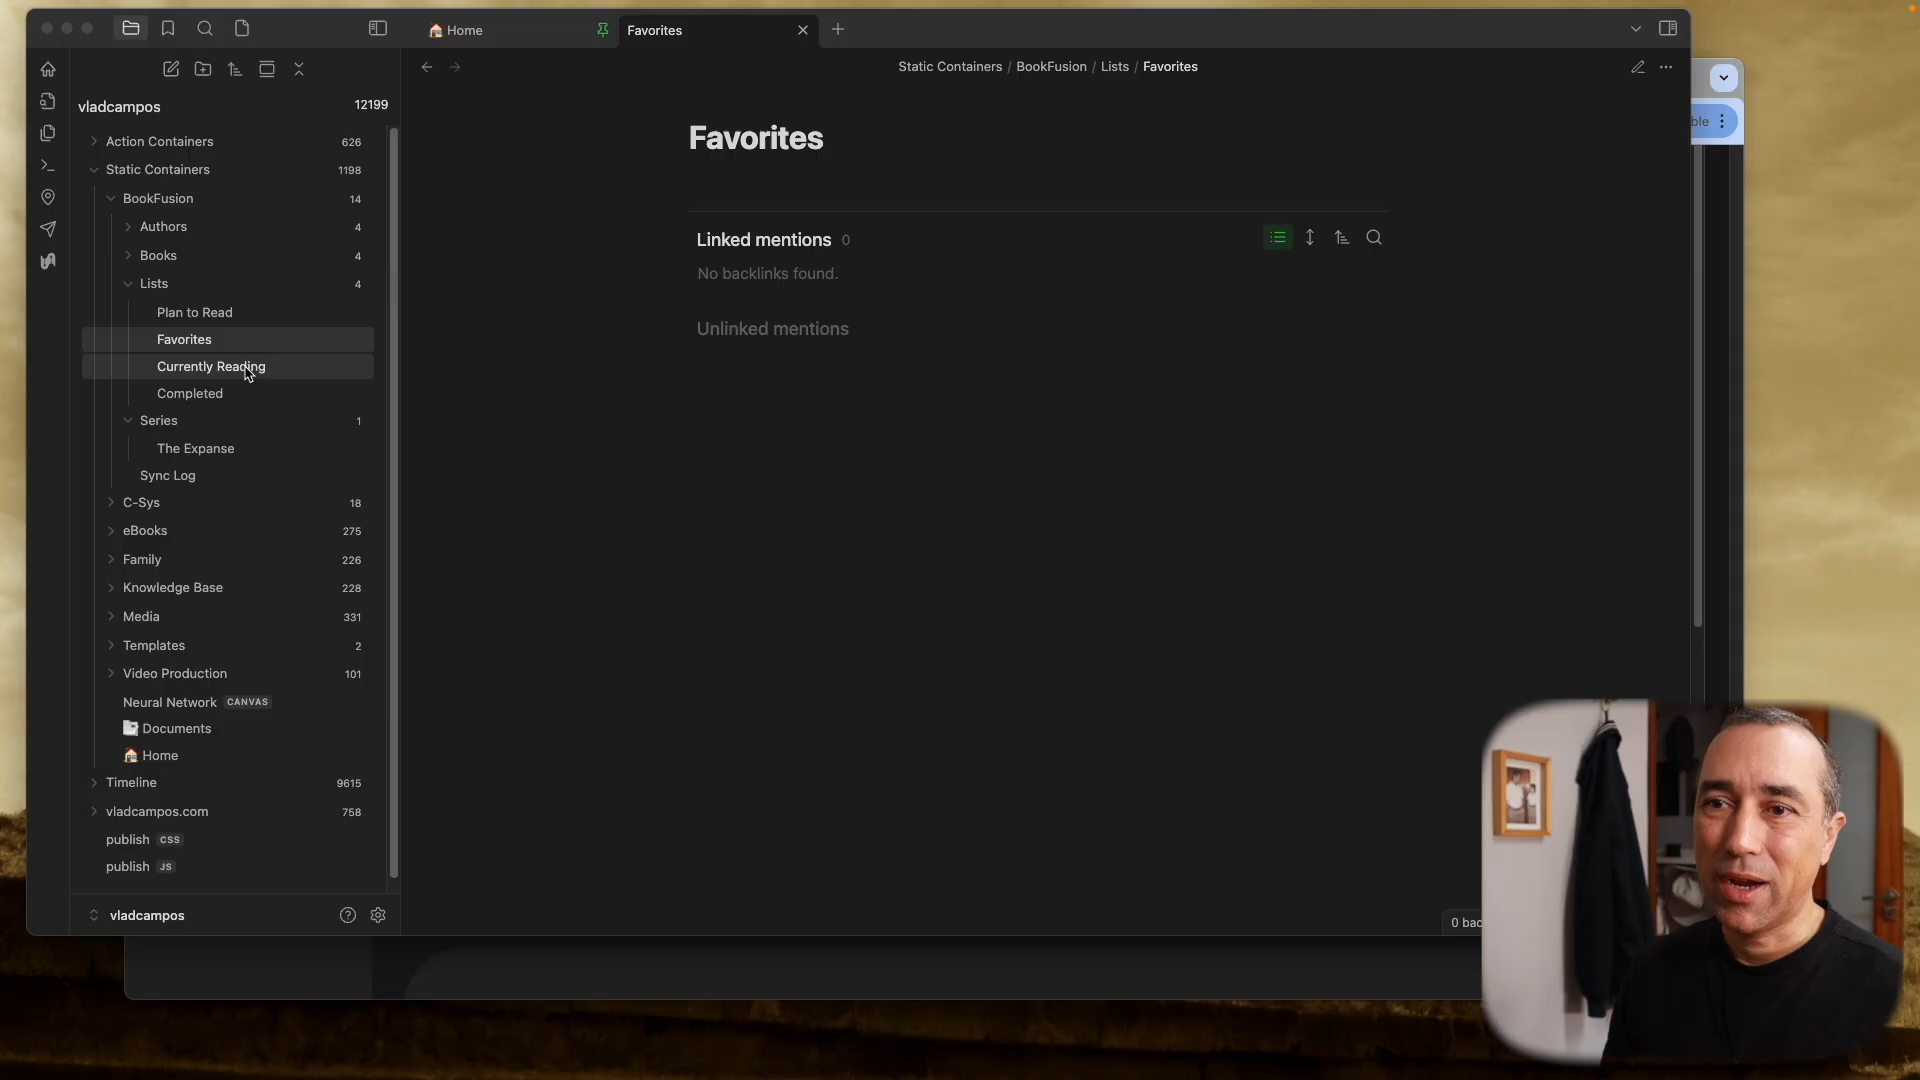 Home
Favorites
Static Containers / BookFusion / Lists / Favorites
vladcampos 12199
Action Containers 626
Static Containers 1198
BookFusion 14
Authors 4
Books 4
Lists 4
Plan to Read
Favorites
Currently Reading
Completed
Series 1
The Expanse
Sync Log
C-Sys 18
eBooks 275
Family 226
Knowledge Base 228
Media 331
Templates 2
Video Production 101
Neural Network CANVAS
Documents
Home
Timeline 9615
vladcampos.com 758
publish CSS
publish JS
vladcampos
Favorites
Linked mentions 0
No backlinks found.
Unlinked mentions
0 bac
ble